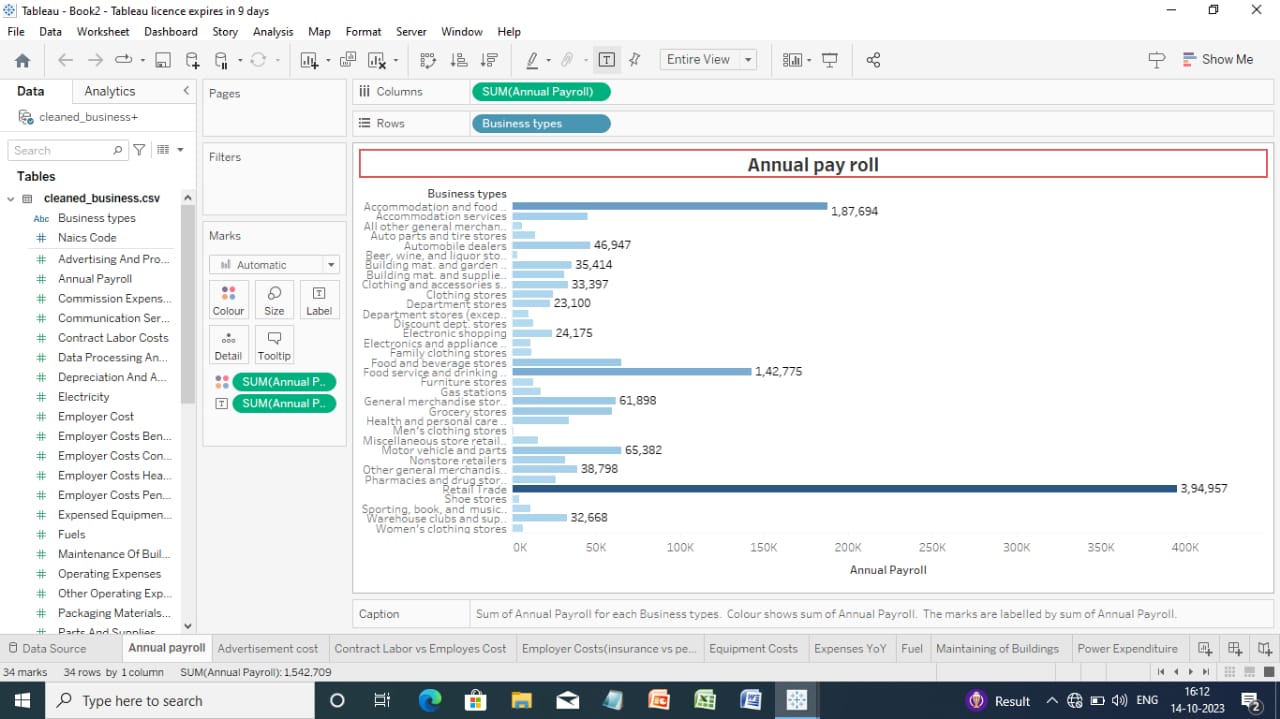 Tableau - Book2 - Tableau licence expires in 9 days
File Data Worksheet Dashboard Story Analysis Map Format Server Window Help
Entire View
Show Me
Data Analytics
cleaned_business+
Search
Tables
cleaned_business.csv
Abc Business types
# Naics Code
# Advertising And Pro...
# Annual Payroll
# Commission Expens...
# Communication Ser...
# Contract Labor Costs
# Data Processing An...
# Depreciation And A...
# Electricity
# Employer Cost
# Employer Costs Ben...
# Employer Costs Con...
# Employer Costs Hea...
# Employer Costs Pen...
# Expensed Equipmen...
# Fuels
# Maintenance Of Buil...
# Operating Expenses
# Other Operating Exp...
# Packaging Materials...
# Parts And Supplies
Pages
Filters
Marks
Automatic
Colour Size Label
Detail Tooltip
SUM(Annual P..
T SUM(Annual P..
Columns SUM(Annual Payroll)
Rows Business types
Annual pay roll
Business types
Accommodation and food .. 1,87,694
Accommodation services
All other general merchan..
Auto parts and tire stores
Automobile dealers 46,947
Beer, wine, and liquor sto..
Building mat. and garden .. 35,414
Building mat. and supplie..
Clothing and accessories s.. 33,397
Clothing stores
Department stores 23,100
Department stores (excep..
Discount dept. stores
Electronic shopping 24,175
Electronics and appliance ..
Family clothing stores
Food and beverage stores
Food service and drinking .. 1,42,775
Furniture stores
Gas stations
General merchandise stor.. 61,898
Grocery stores
Health and personal care ..
Men's clothing stores
Miscellaneous store retail..
Motor vehicle and parts 65,382
Nonstore retailers
Other general merchandis.. 38,798
Pharmacies and drug stor..
Retail Trade 3,94,957
Shoe stores
Sporting, book, and music..
Warehouse clubs and sup.. 32,668
Women's clothing stores
0K 50K 100K 150K 200K 250K 300K 350K 400K
Annual Payroll
Caption Sum of Annual Payroll for each Business types. Colour shows sum of Annual Payroll. The marks are labelled by sum of Annual Payroll.
Data Source Annual payroll Advertisement cost Contract Labor vs Employes Cost Employer Costs(insurance vs pe... Equipment Costs Expenses YoY Fuel Maintaining of Buildings Power Expenditure
34 marks 34 rows by 1 column SUM(Annual Payroll): 1,542,709
Type here to search
Result ENG
16:12
14-10-2023
2